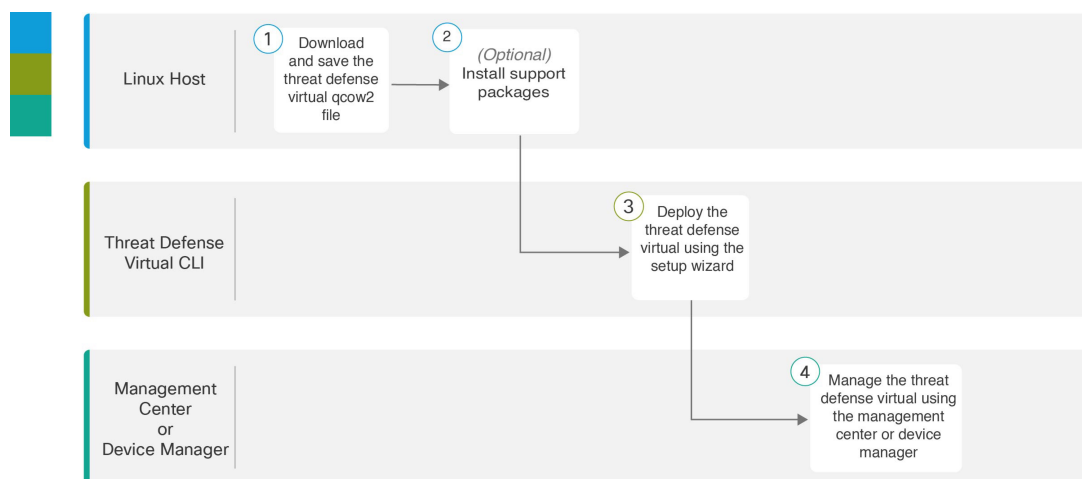 Linux Host
1
Download
and save the
threat defense
virtual qcow2
file
2
(Optional)
Install support
packages
Threat Defense
Virtual CLI
3
Deploy the
threat defense
virtual using the
setup wizard
Management
Center
or
Device Manager
4
Manage the threat
defense virtual using
the management
center or device
manager